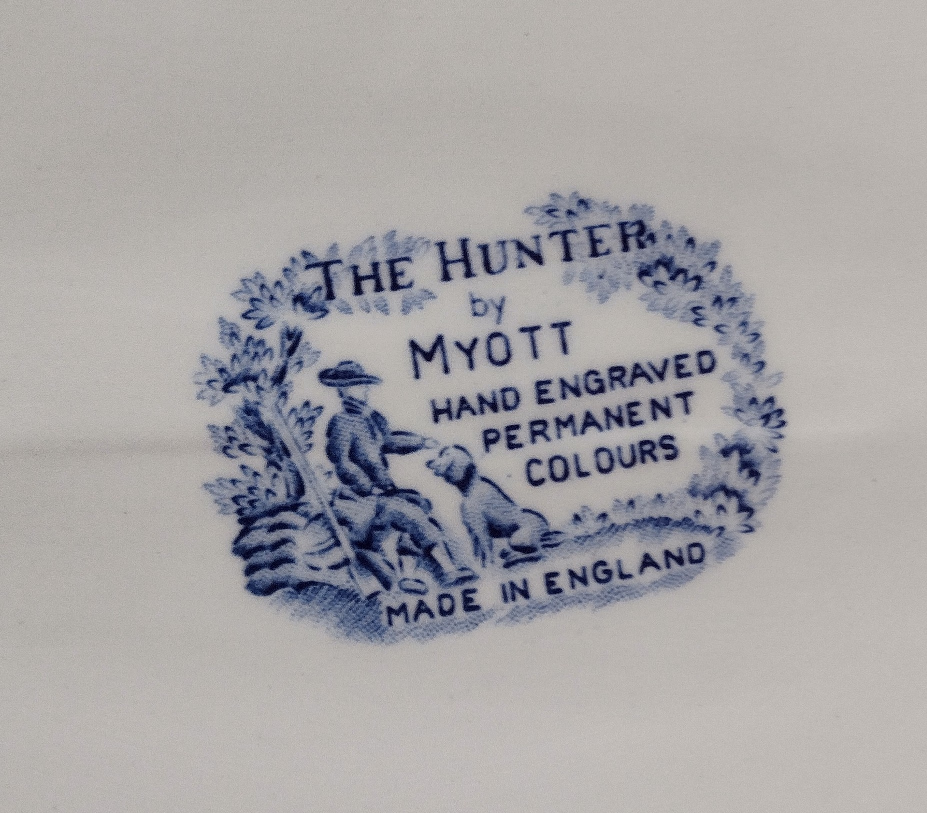 THE HUNTER
by
MYOTT
HAND ENGRAVED
PERMANENT
COLOURS
MADE IN ENGLAND